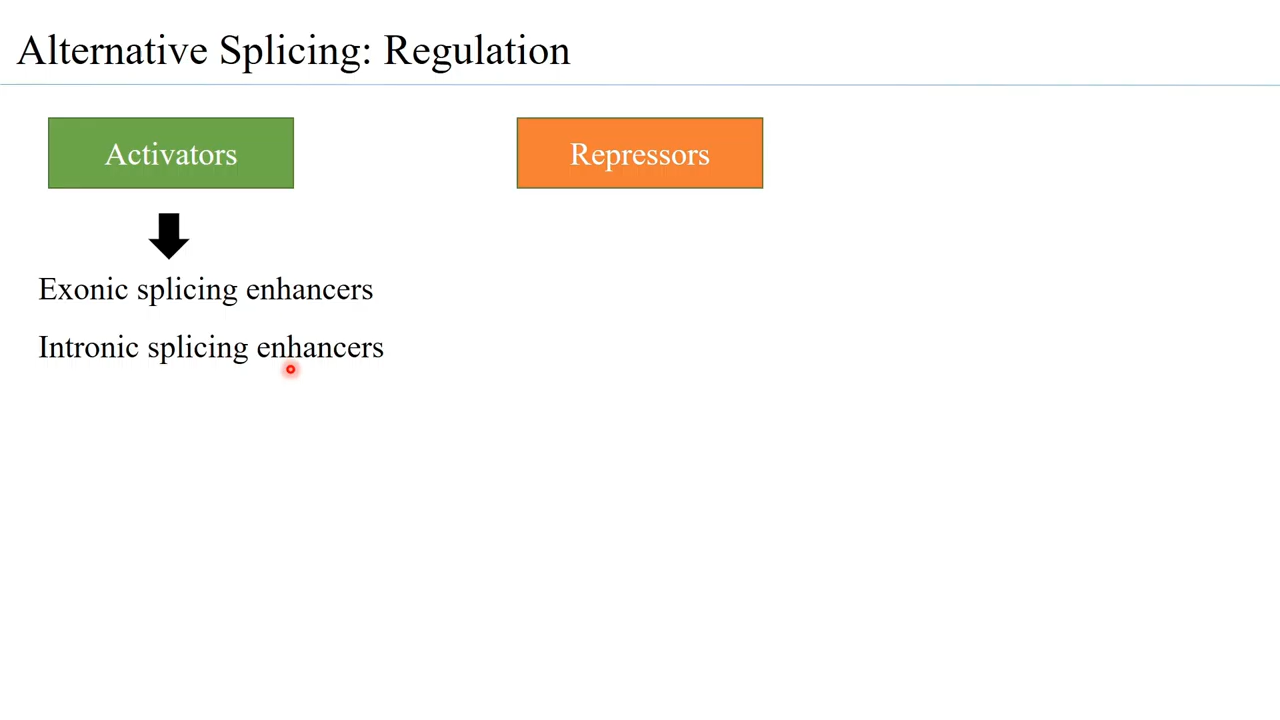 Alternative Splicing: Regulation
Activators
Repressors
Exonic splicing enhancers
Intronic splicing enhancers